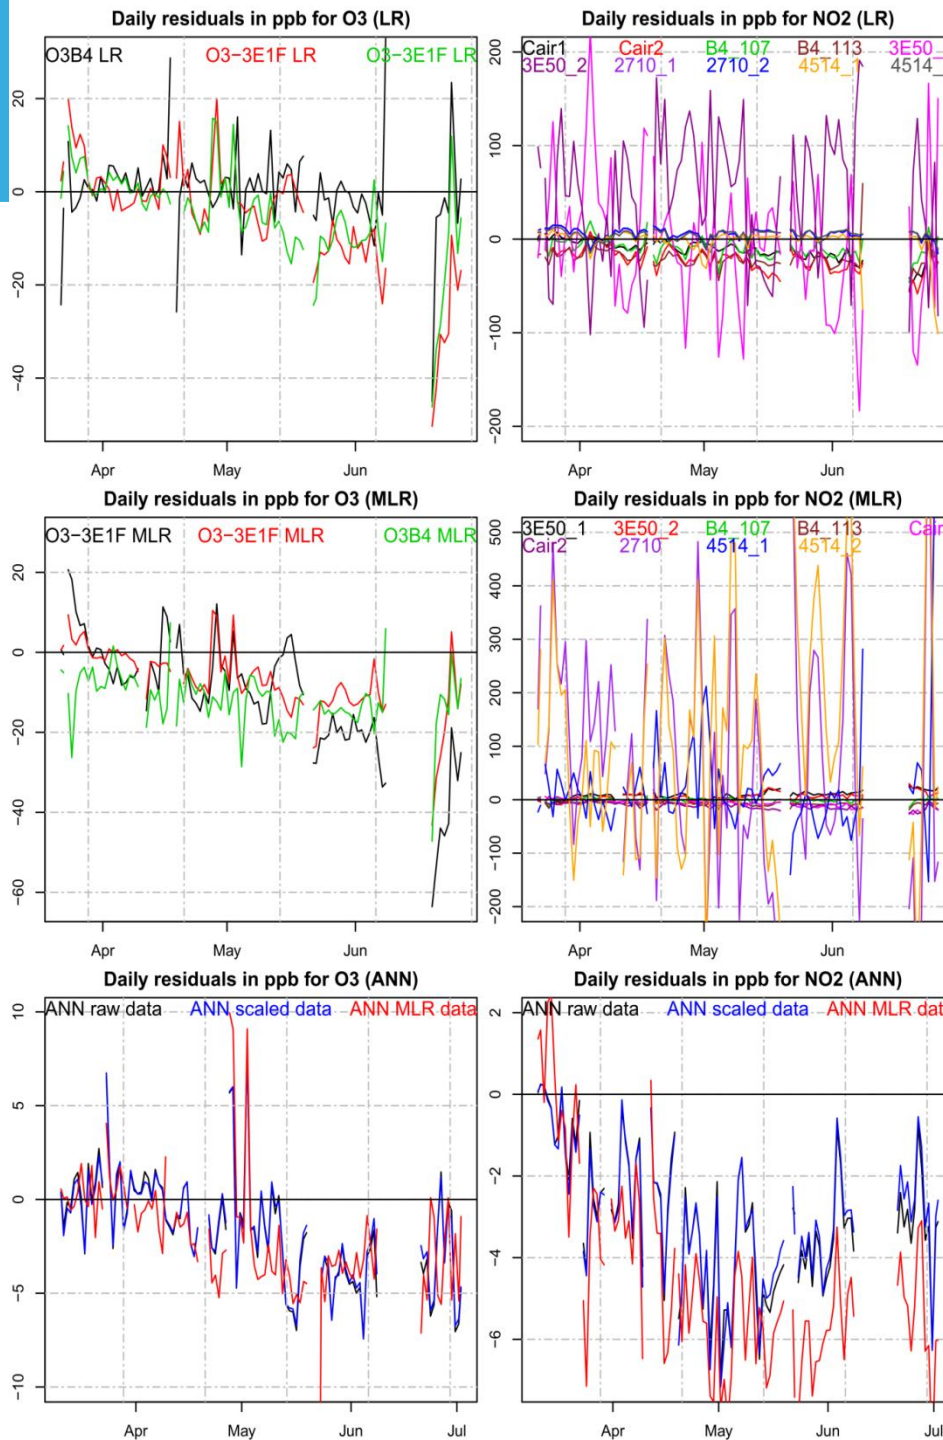 Daily residuals in ppb for O3 (LR)
O3B4 LR O3−3E1F LR O3−3E1F LR
20
0
−20
−40
Apr May Jun
Daily residuals in ppb for NO2 (LR)
Cair1 Cair2 B4_107 B4_113 3E50_
3E50_2 2710_1 2710_2 45T4_1 4514_
200
100
0
−100
−200
Apr May Jun
Daily residuals in ppb for O3 (MLR)
O3−3E1F MLR O3−3E1F MLR O3B4 MLR
20
0
−20
−40
−60
Apr May Jun
Daily residuals in ppb for NO2 (MLR)
3E50_1 3E50_2 B4_107 B4_113 Cair
Cair2 2710 45T4_1 45T4_2
500
400
300
200
100
0
−100
−200
Apr May Jun
Daily residuals in ppb for O3 (ANN)
ANN raw data ANN scaled data ANN MLR data
10
5
0
5
−10
Apr May Jun Jul
Daily residuals in ppb for NO2 (ANN)
ANN raw data ANN scaled data ANN MLR dat
2
0
−2
−4
−6
Apr May Jun Jul